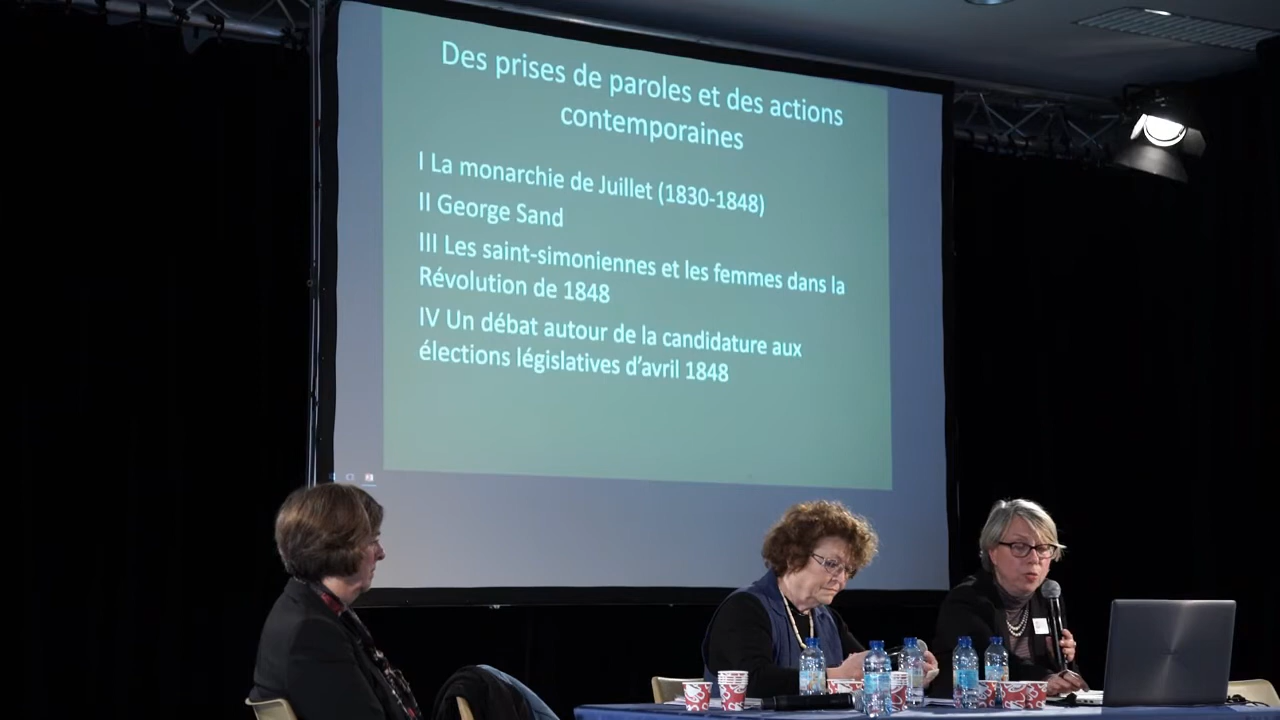 Des prises de paroles et des actions
contemporaines
I La monarchie de Juillet (1830-1848)
II George Sand
III Les saint-simoniennes et les femmes dans la
Révolution de 1848
IV Un débat autour de la candidature aux
élections législatives d’avril 1848